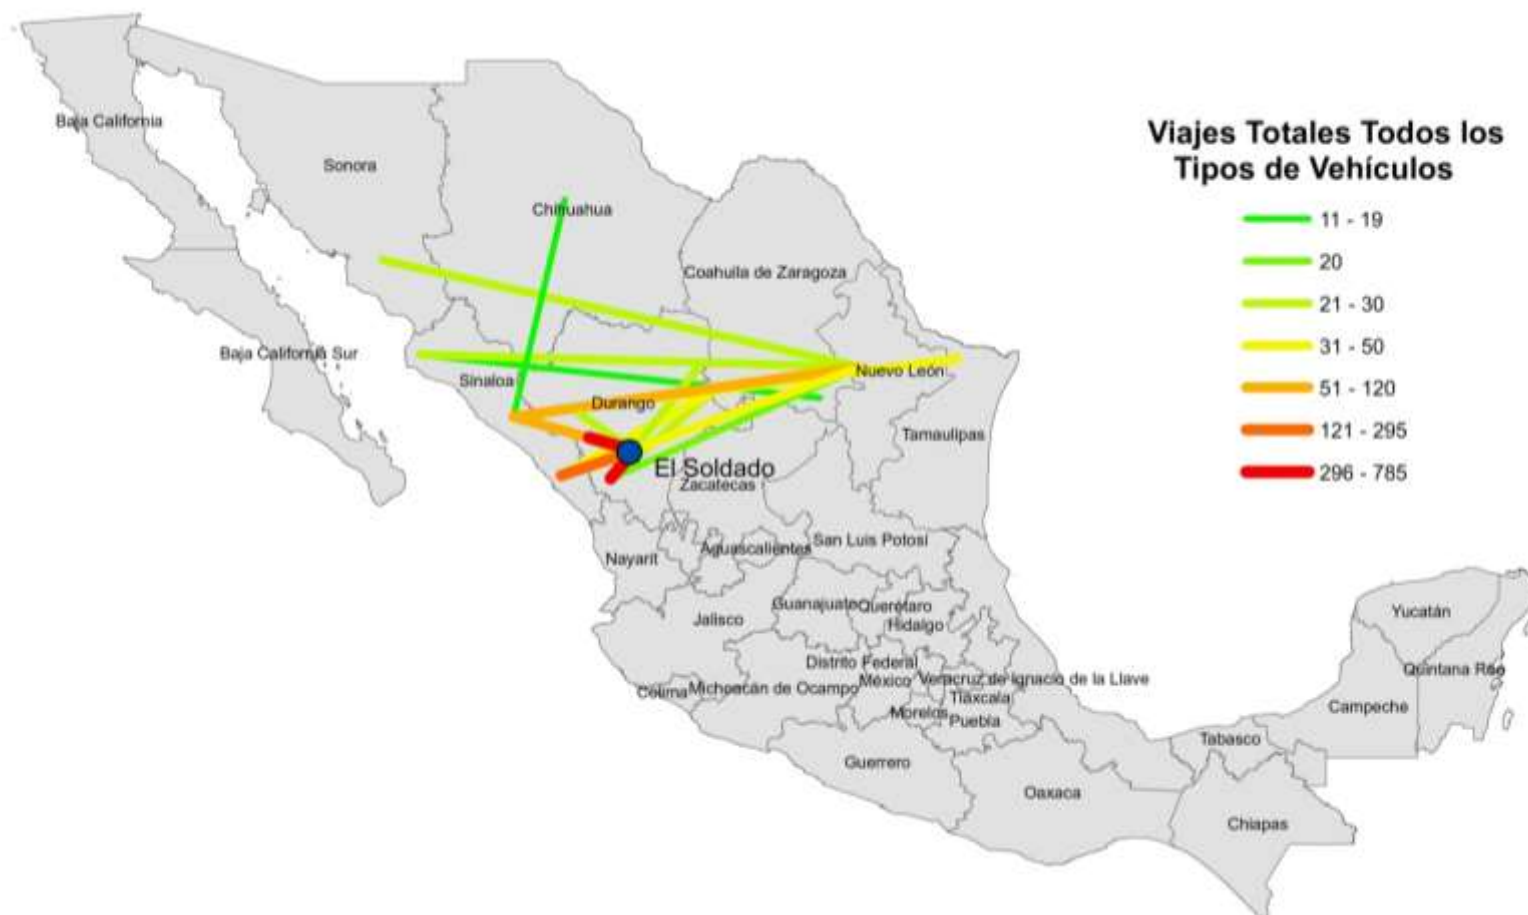 Viajes Totales Todos los
Tipos de Vehículos
11 - 19
20
21 - 30
31 - 50
51 - 120
121 - 295
296 - 785
Baja California
Sonora
Chihuahua
Coahuila de Zaragoza
Baja California Sur
Sinaloa
Nuevo León
Durango
Tamaulipas
El Soldado
Zacatecas
San Luis Potosí
Aguascalientes
Nayarit
Guanajuato
Querétaro
Jalisco
Hidalgo
Yucatán
Distrito Federal
Quintana Roo
México
Veracruz de Ignacio de la Llave
Colima
Michoacán de Ocampo
Tlaxcala
Campeche
Morelos
Puebla
Tabasco
Guerrero
Oaxaca
Chiapas